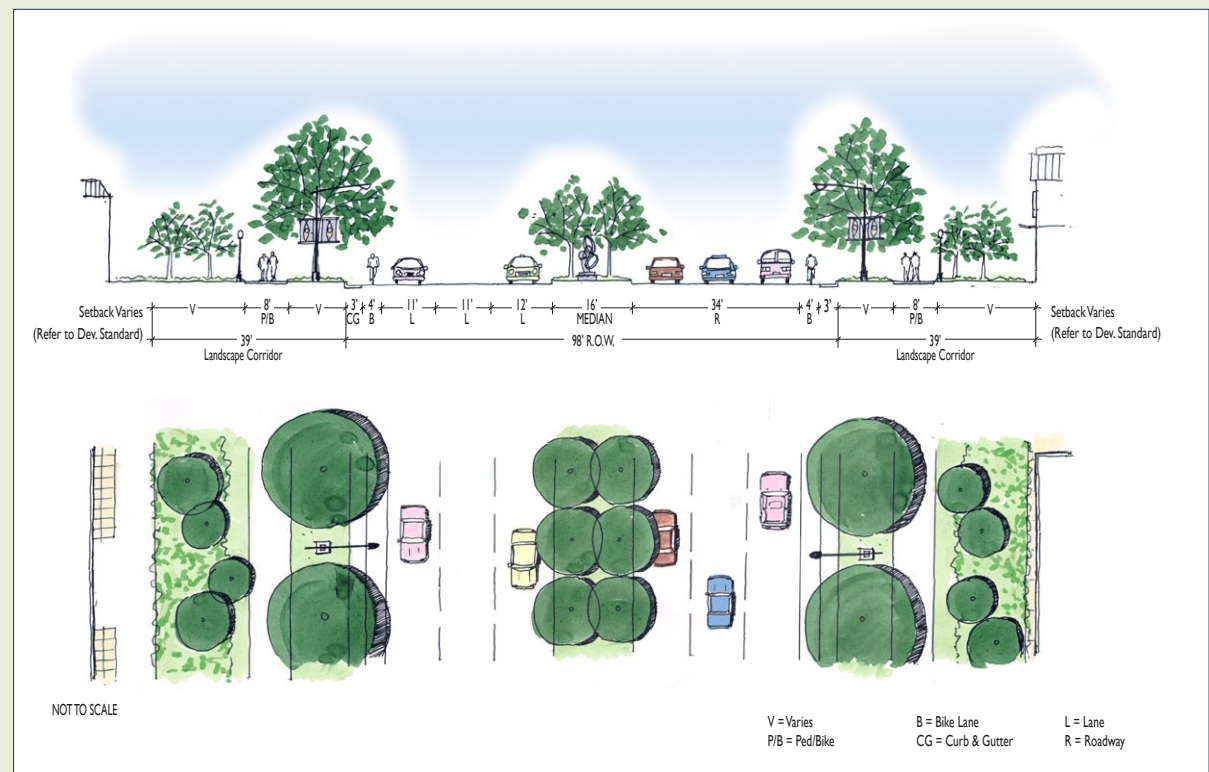 V 8' V 3' 4' 11' 11' 12' 16' 34' 4' 3' V 8' V
P/B CG B L L L MEDIAN R B P/B
Setback Varies
(Refer to Dev. Standard)
Setback Varies
(Refer to Dev. Standard)
39' 98' R.O.W. 39'
Landscape Corridor Landscape Corridor
NOT TO SCALE
V = Varies B = Bike Lane L = Lane
P/B = Ped/Bike CG = Curb & Gutter R = Roadway